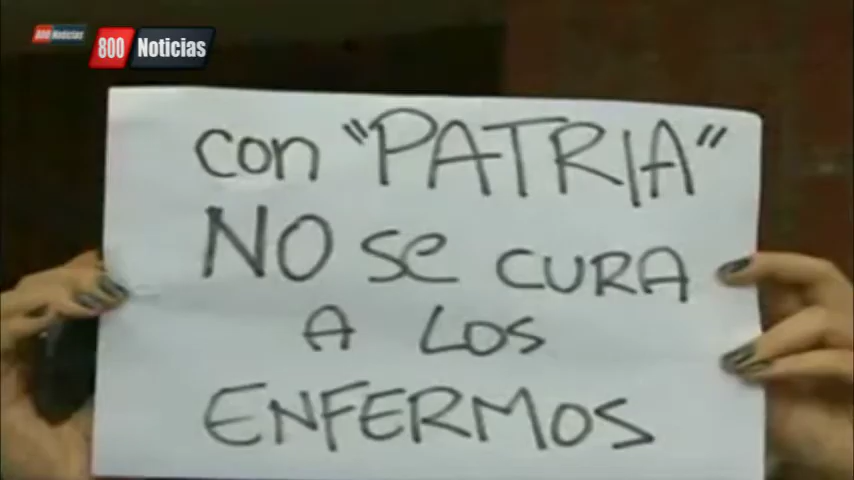 800 Noticias
800 Noticias
con "PATRIA"
NO se CURA
A LOS
ENFERMOS